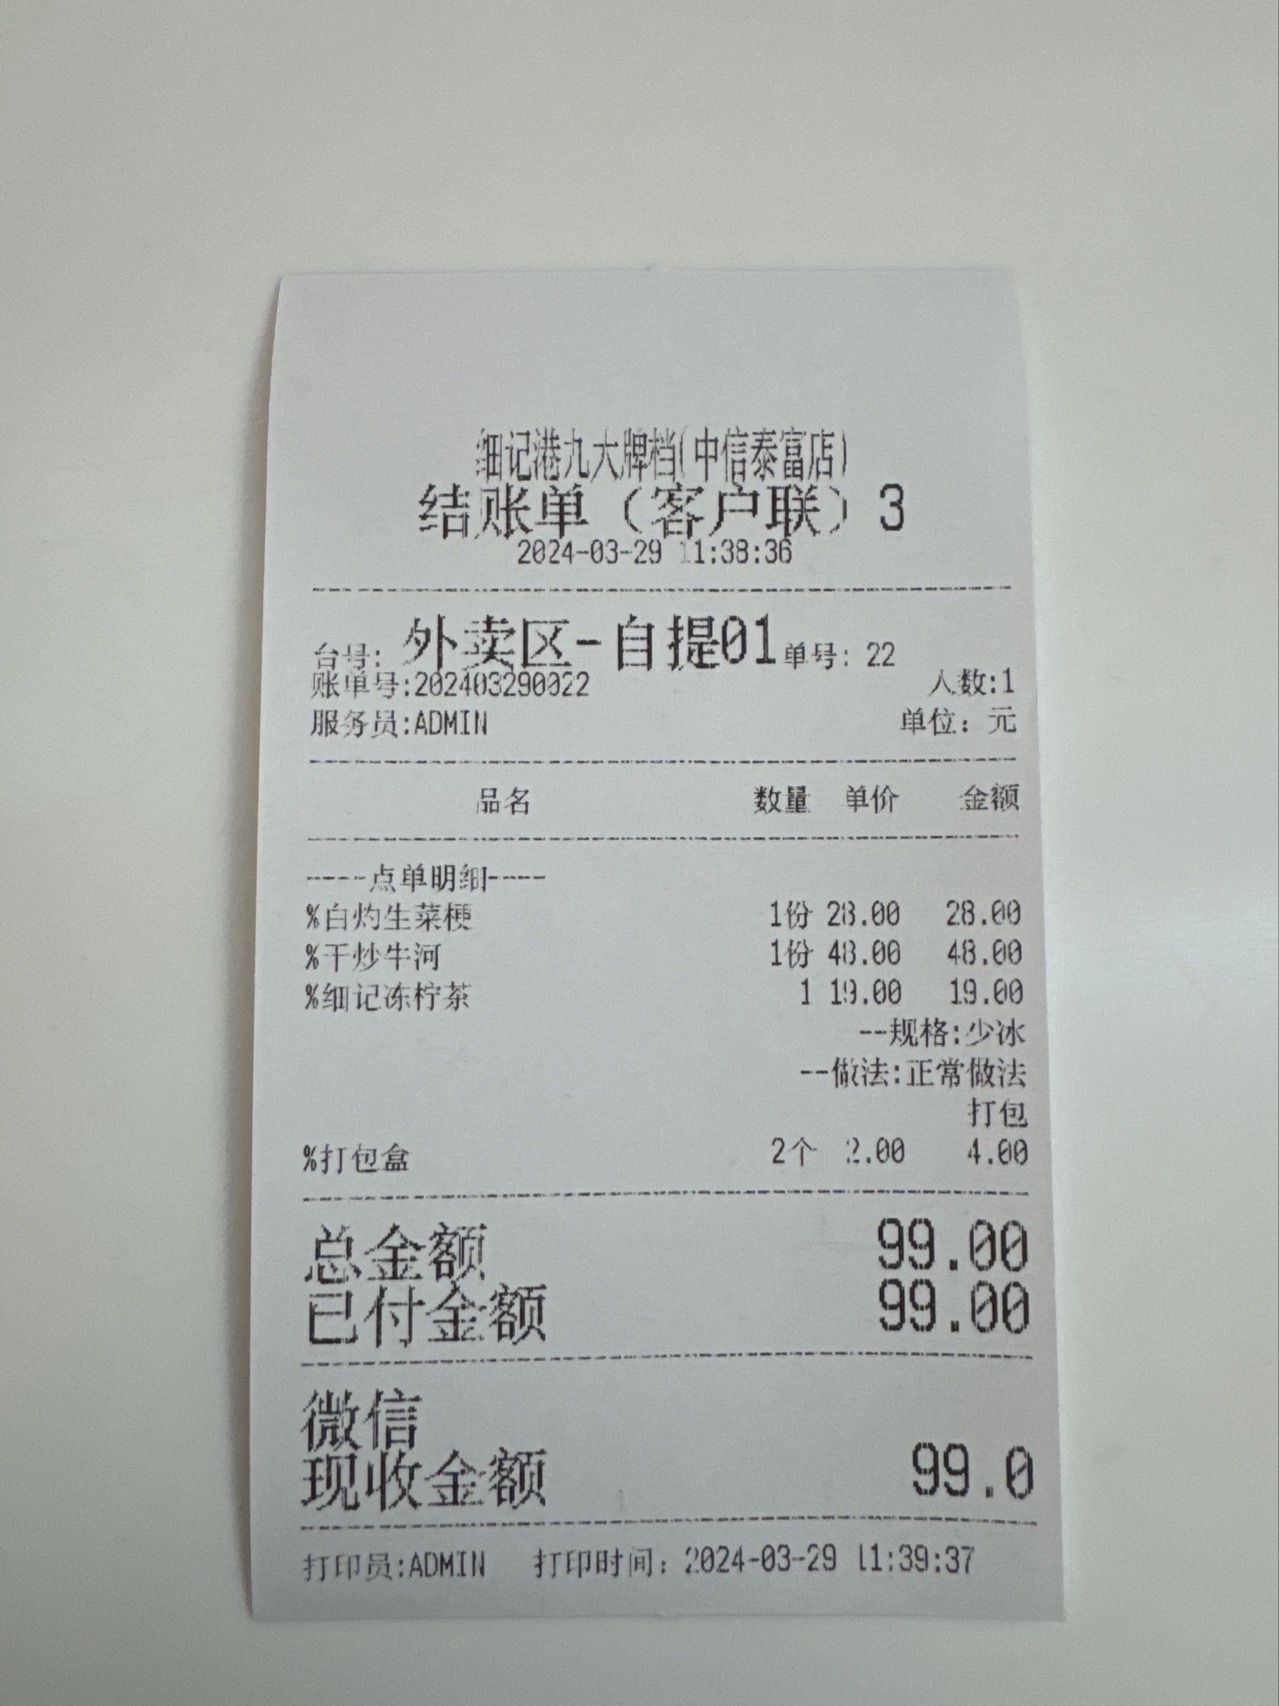 细记港九大牌档(中信泰富店)
结账单（客户联）3
2024-03-29 11:38:36
台号: 外卖区-自提01 单号: 22
账单号:202403290022 人数:1
服务员:ADMIN 单位: 元
品名 数量 单价 金额
-----点单明细-----
%白灼生菜梗 1份 28.00 28.00
%干炒牛河 1份 48.00 48.00
%细记冻柠茶 1 19.00 19.00
--规格:少冰
--做法:正常做法
打包
%打包盒 2个 2.00 4.00
总金额 99.00
已付金额 99.00
微信
现收金额 99.0
打印员:ADMIN 打印时间: 2024-03-29 11:39:37